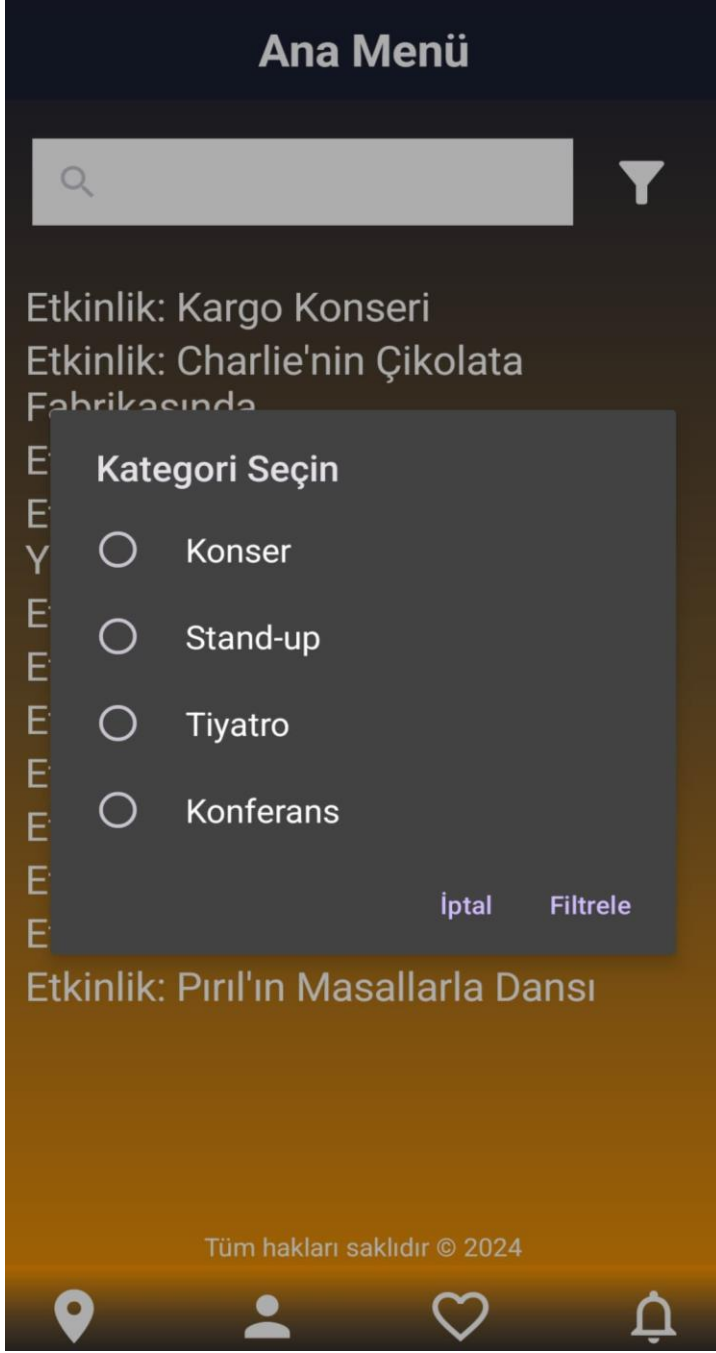 Ana Menü
Etkinlik: Kargo Konseri
Etkinlik: Charlie'nin Çikolata
Fabrikasında
Kategori Seçin
Konser
Stand-up
Tiyatro
Konferans
İptal Filtrele
Etkinlik: Pırıl'ın Masallarla Dansı
Tüm hakları saklıdır © 2024